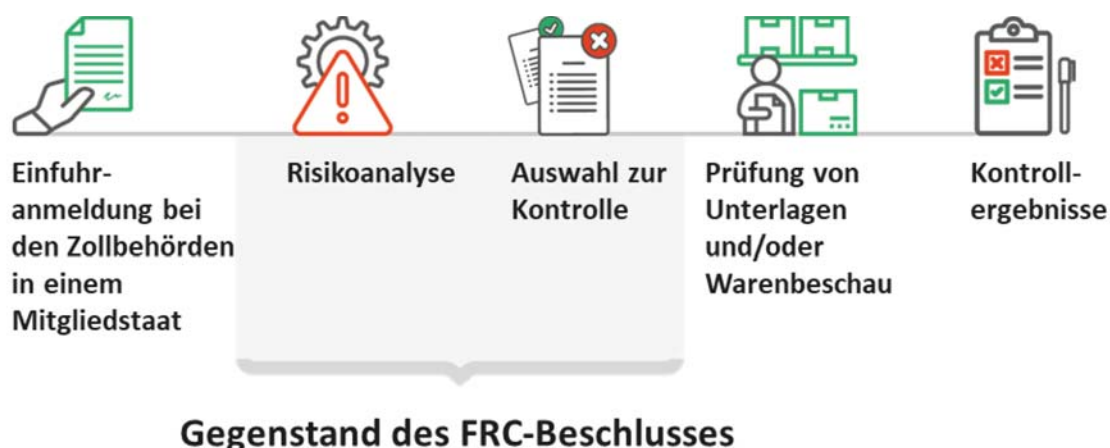 Einfuhr-
anmeldung bei
den Zollbehörden
in einem
Mitgliedstaat
Risikoanalyse
Auswahl zur
Kontrolle
Prüfung von
Unterlagen
und/oder
Warenbeschau
Kontroll-
ergebnisse
Gegenstand des FRC-Beschlusses